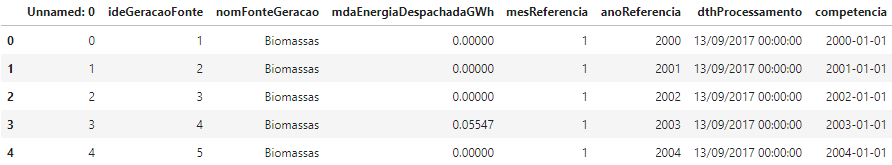 Unnamed: 0 ideGeracaoFonte nomFonteGeracao mdaEnergiaDespachadaGWh mesReferencia anoReferencia dthProcessamento competencia
0 0 1 Biomassas 0.00000 1 2000 13/09/2017 00:00:00 2000-01-01
1 1 2 Biomassas 0.00000 1 2001 13/09/2017 00:00:00 2001-01-01
2 2 3 Biomassas 0.00000 1 2002 13/09/2017 00:00:00 2002-01-01
3 3 4 Biomassas 0.05547 1 2003 13/09/2017 00:00:00 2003-01-01
4 4 5 Biomassas 0.00000 1 2004 13/09/2017 00:00:00 2004-01-01